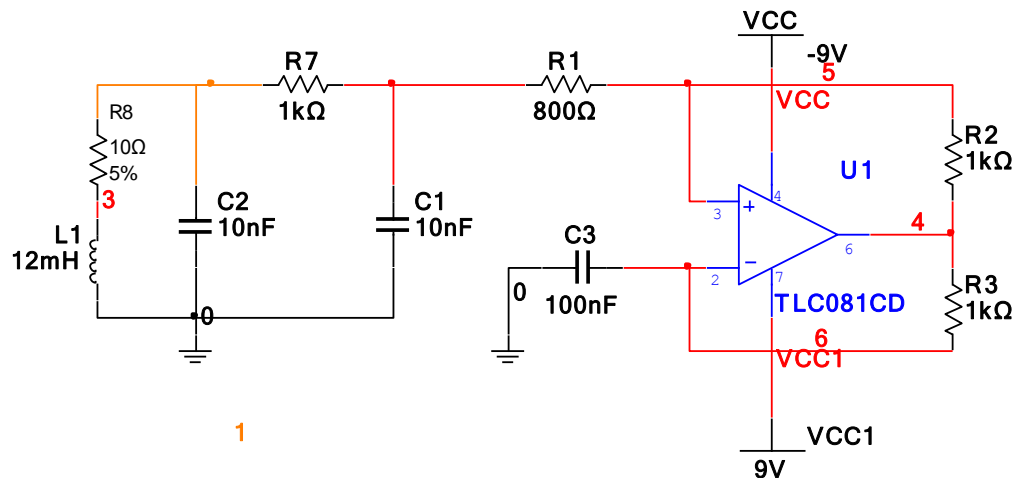 VCC
-9V
5
VCC
R7
1kΩ
R1
800Ω
R8
10Ω
5%
3
L1
12mH
C2
10nF
C1
10nF
0
C3
100nF
0
U1
3
+
4
2
−
7
6
TLC081CD
4
R2
1kΩ
R3
1kΩ
6
VCC1
1
VCC1
9V